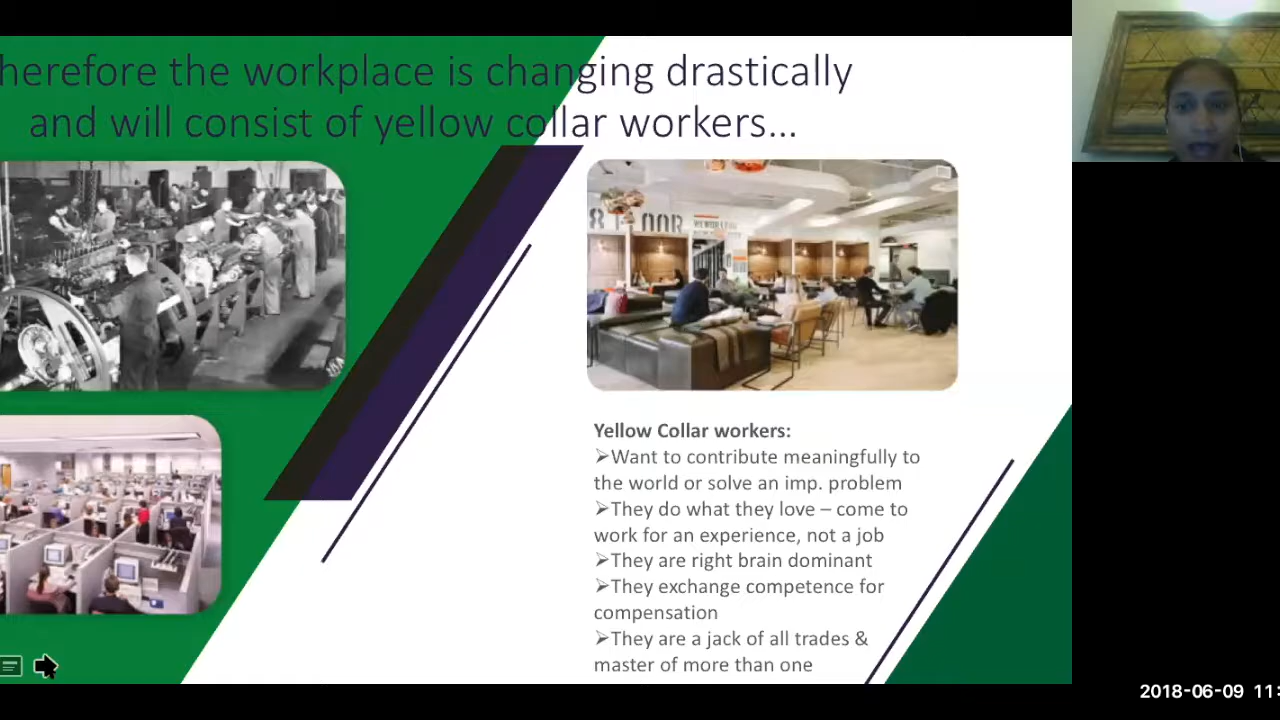 herefore the workplace is changing drastically
and will consist of yellow collar workers...
Yellow Collar workers:
➢Want to contribute meaningfully to
the world or solve an imp. problem
➢They do what they love – come to
work for an experience, not a job
➢They are right brain dominant
➢They exchange competence for
compensation
➢They are a jack of all trades &
master of more than one
2018-06-09 11: